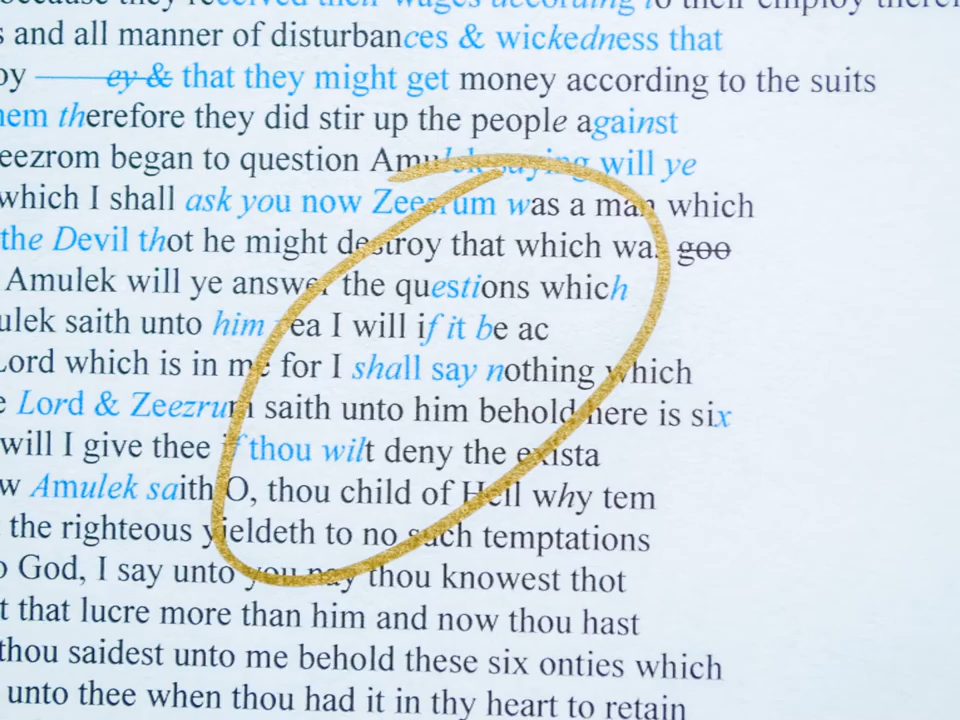 because they received their wages according to their employ
s and all manner of disturbances & wickedness that
ey & that they might get money according to the suits
hem therefore they did stir up the people against
eezrom began to question Amulek saying will ye
which I shall ask you now Zeezrum was a man which
the Devil thot he might destroy that which was goo
Amulek will ye answer the questions which
ulek saith unto him yea I will if it be ac
Lord which is in me for I shall say nothing which
e Lord & Zeezrum saith unto him behold here is six
will I give thee if thou wilt deny the exista
w Amulek saith O, thou child of Hell why tem
the righteous yieldeth to no such temptations
o God, I say unto you nay thou knowest thot
t that lucre more than him and now thou hast
thou saidest unto me behold these six onties which
unto thee when thou had it in thy heart to retain